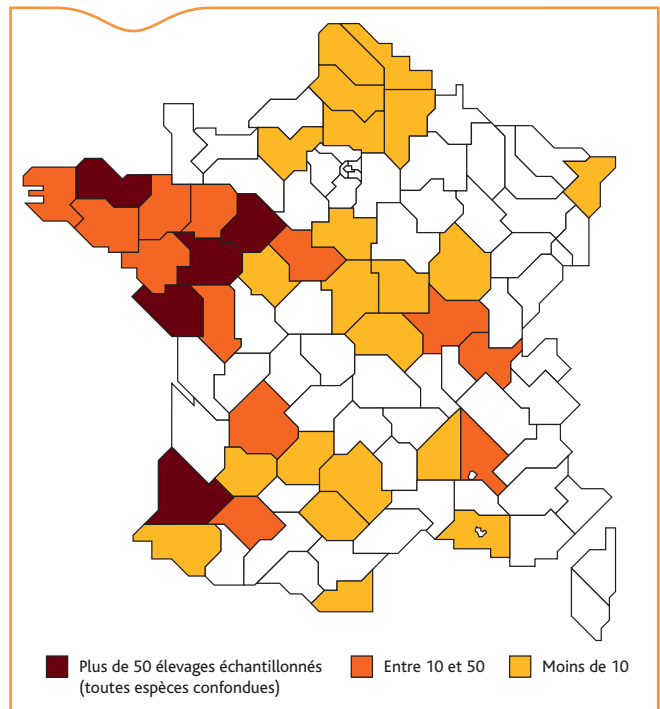 Plus de 50 élevages échantillonnés
(toutes espèces confondues)
Entre 10 et 50
Moins de 10